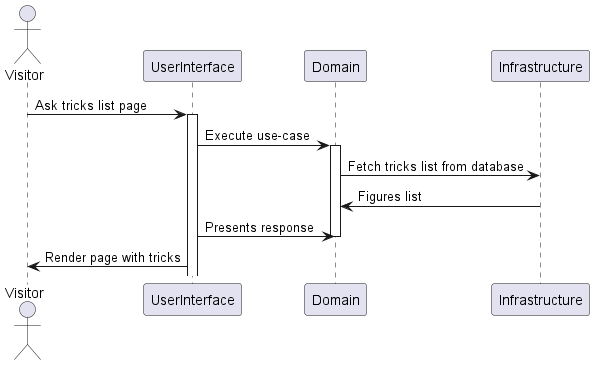 Visitor
UserInterface
Domain
Infrastructure
Ask tricks list page
Execute use-case
Fetch tricks list from database
Figures list
Presents response
Render page with tricks
Visitor
UserInterface
Domain
Infrastructure